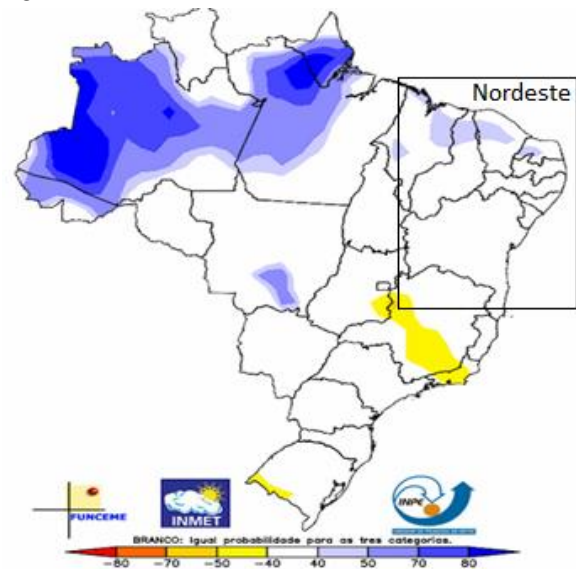 Nordeste
FUNCEME
INMET
INPE
BRANCO: Igual probabilidade para as tres categorias.
-80 -70 -50 -40 40 50 70 80